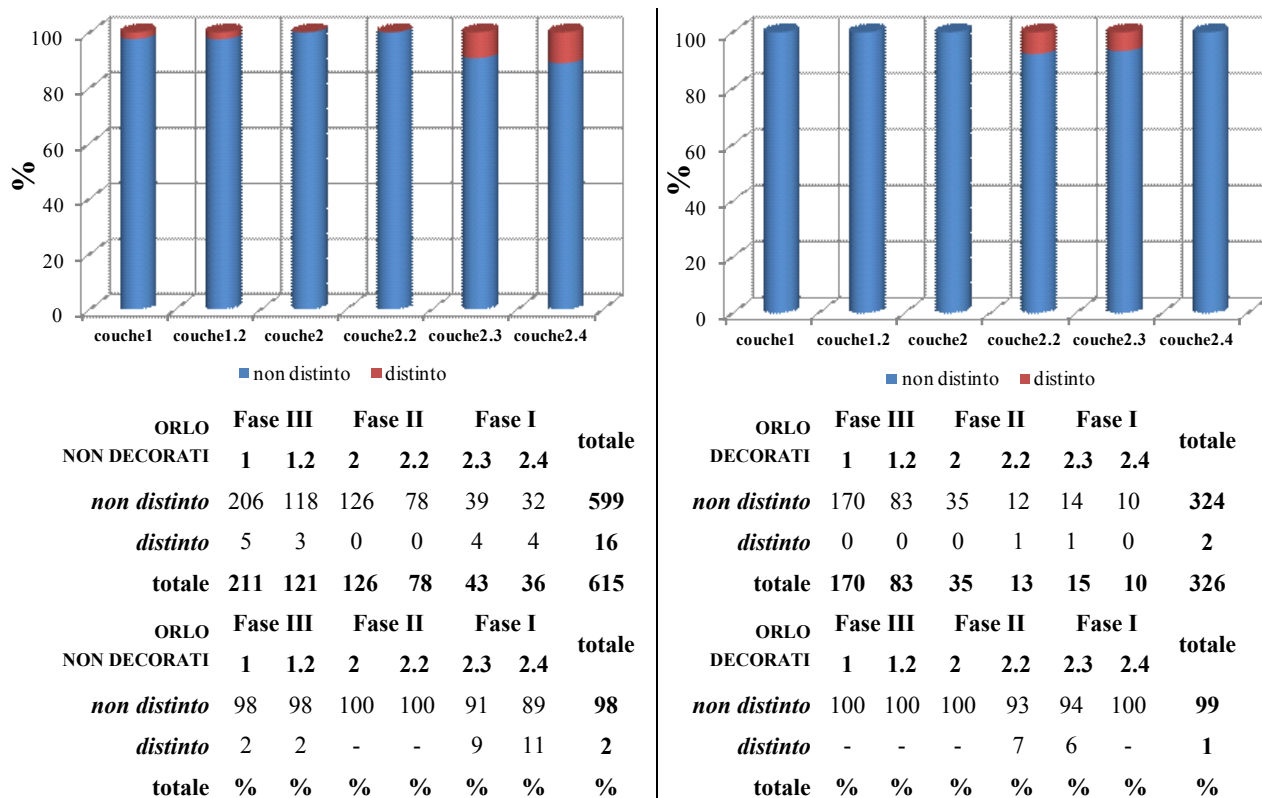 100
80
60
40
20
0
%
couche1 couche1.2 couche2 couche2.2 couche2.3 couche2.4
non distinto distinto
ORLO NON DECORATI Fase III Fase II Fase I totale
1 1.2 2 2.2 2.3 2.4
non distinto 206 118 126 78 39 32 599
distinto 5 3 0 0 4 4 16
totale 211 121 126 78 43 36 615
ORLO NON DECORATI Fase III Fase II Fase I totale
1 1.2 2 2.2 2.3 2.4
non distinto 98 98 100 100 91 89 98
distinto 2 2 - - 9 11 2
totale % % % % % % %
100
80
60
40
20
0
%
couche1 couche1.2 couche2 couche2.2 couche2.3 couche2.4
non distinto distinto
ORLO DECORATI Fase III Fase II Fase I totale
1 1.2 2 2.2 2.3 2.4
non distinto 170 83 35 12 14 10 324
distinto 0 0 0 1 1 0 2
totale 170 83 35 13 15 10 326
ORLO DECORATI Fase III Fase II Fase I totale
1 1.2 2 2.2 2.3 2.4
non distinto 100 100 100 93 94 100 99
distinto - - - 7 6 - 1
totale % % % % % % %